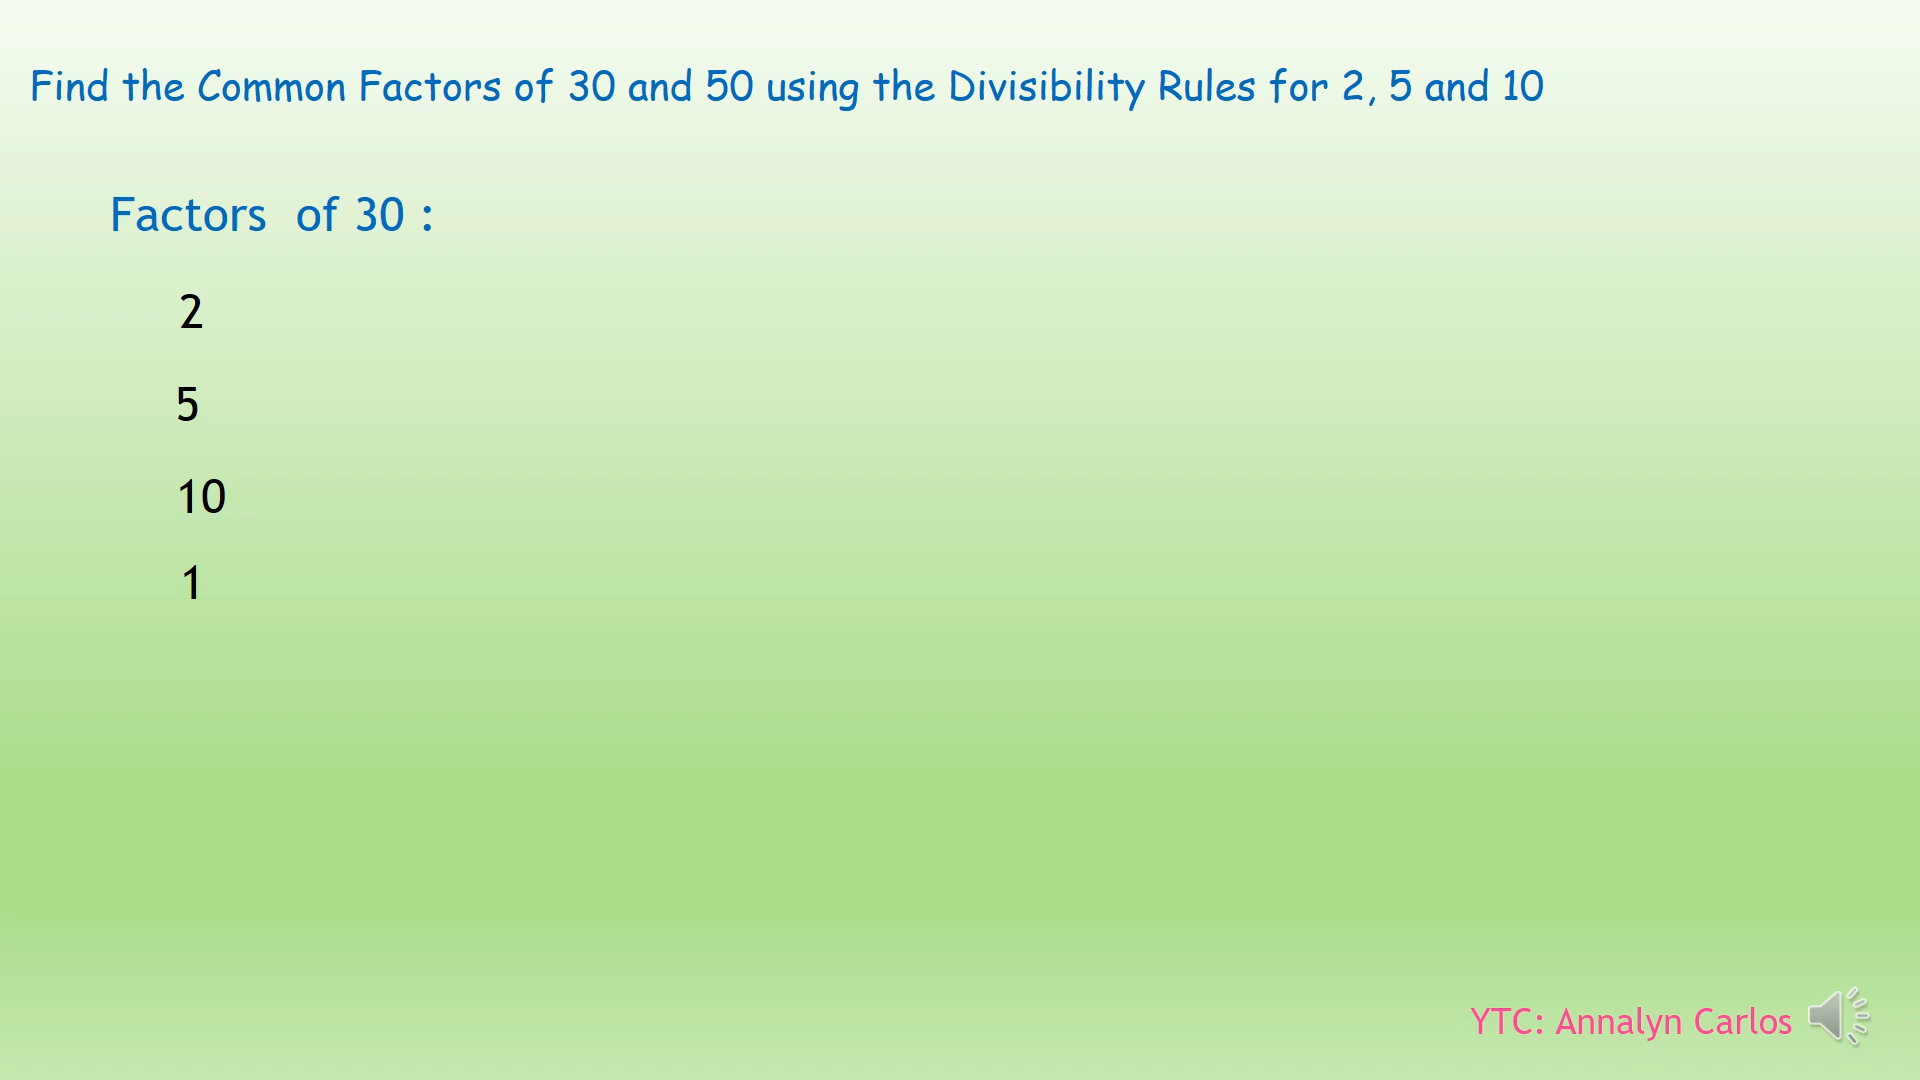 Find the Common Factors of 30 and 50 using the Divisibility Rules for 2, 5 and 10
Factors of 30 :
2
5
10
1
YTC: Annalyn Carlos